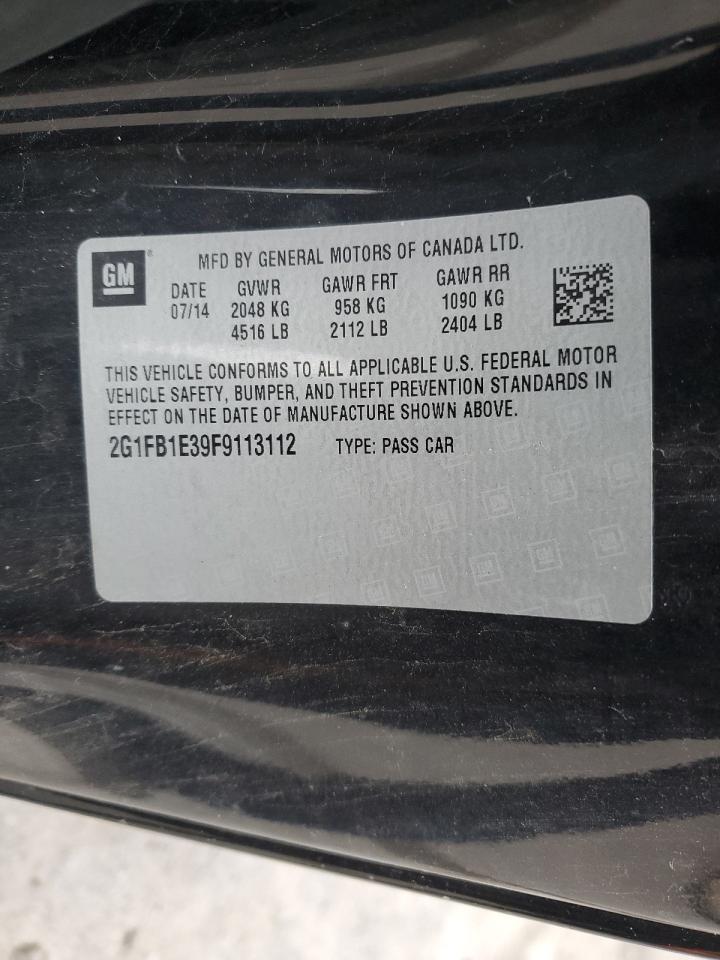 GM
MFD BY GENERAL MOTORS OF CANADA LTD.
DATE GVWR GAWR FRT GAWR RR
07/14 2048 KG 958 KG 1090 KG
4516 LB 2112 LB 2404 LB
THIS VEHICLE CONFORMS TO ALL APPLICABLE U.S. FEDERAL MOTOR
VEHICLE SAFETY, BUMPER, AND THEFT PREVENTION STANDARDS IN
EFFECT ON THE DATE OF MANUFACTURE SHOWN ABOVE.
2G1FB1E39F9113112 TYPE: PASS CAR